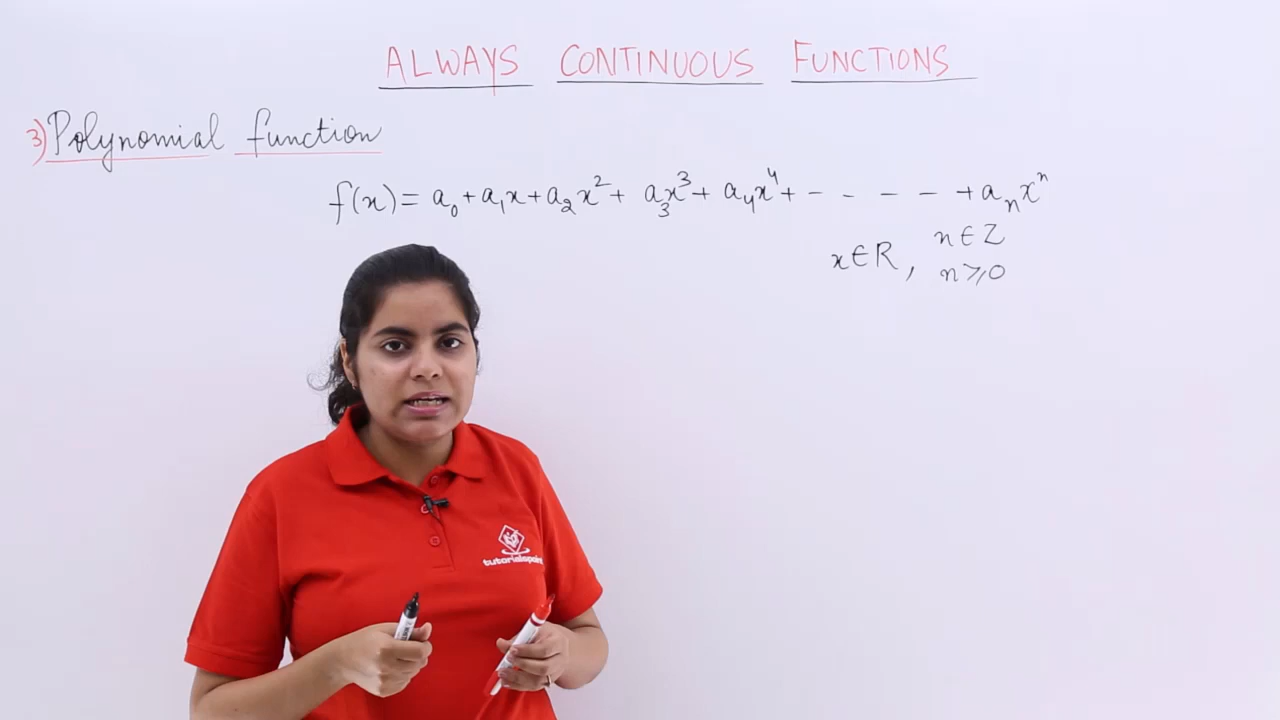 ALWAYS CONTINUOUS FUNCTIONS
3) Polynomial function
f(x) = a₀ + a₁x + a₂x² + a₃x³ + a₄x⁴ + - - - - + aₙxⁿ
x ∈ R, n ∈ Z
n ⩾ 0
tutorialspoint